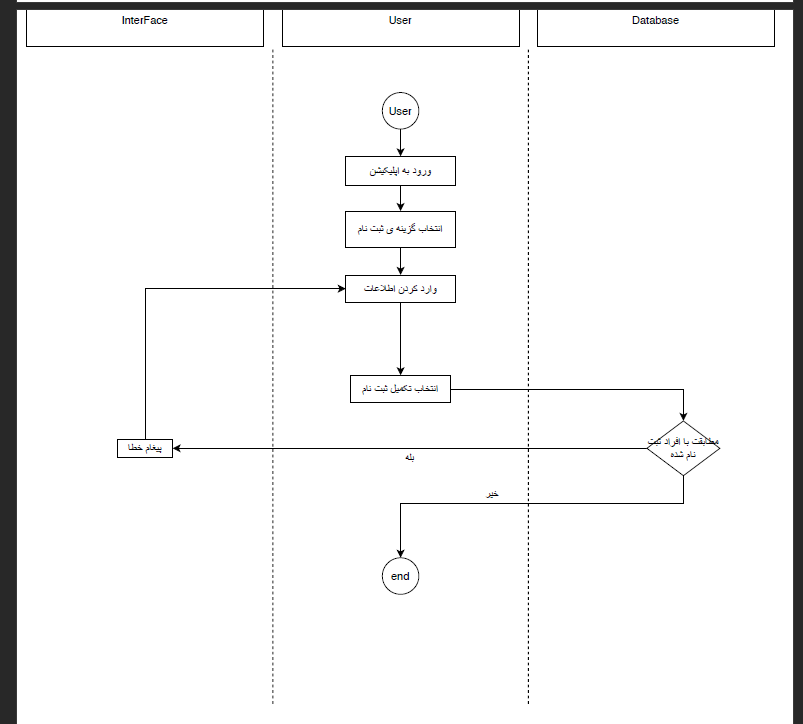 InterFace
User
Database
User
ورود به اپلیکیشن
انتخاب گزینه ی ثبت نام
وارد کردن اطلاعات
انتخاب تکمیل ثبت نام
مطابقت با افراد ثبت
نام شده
پیغام خطا
بله
خیر
end